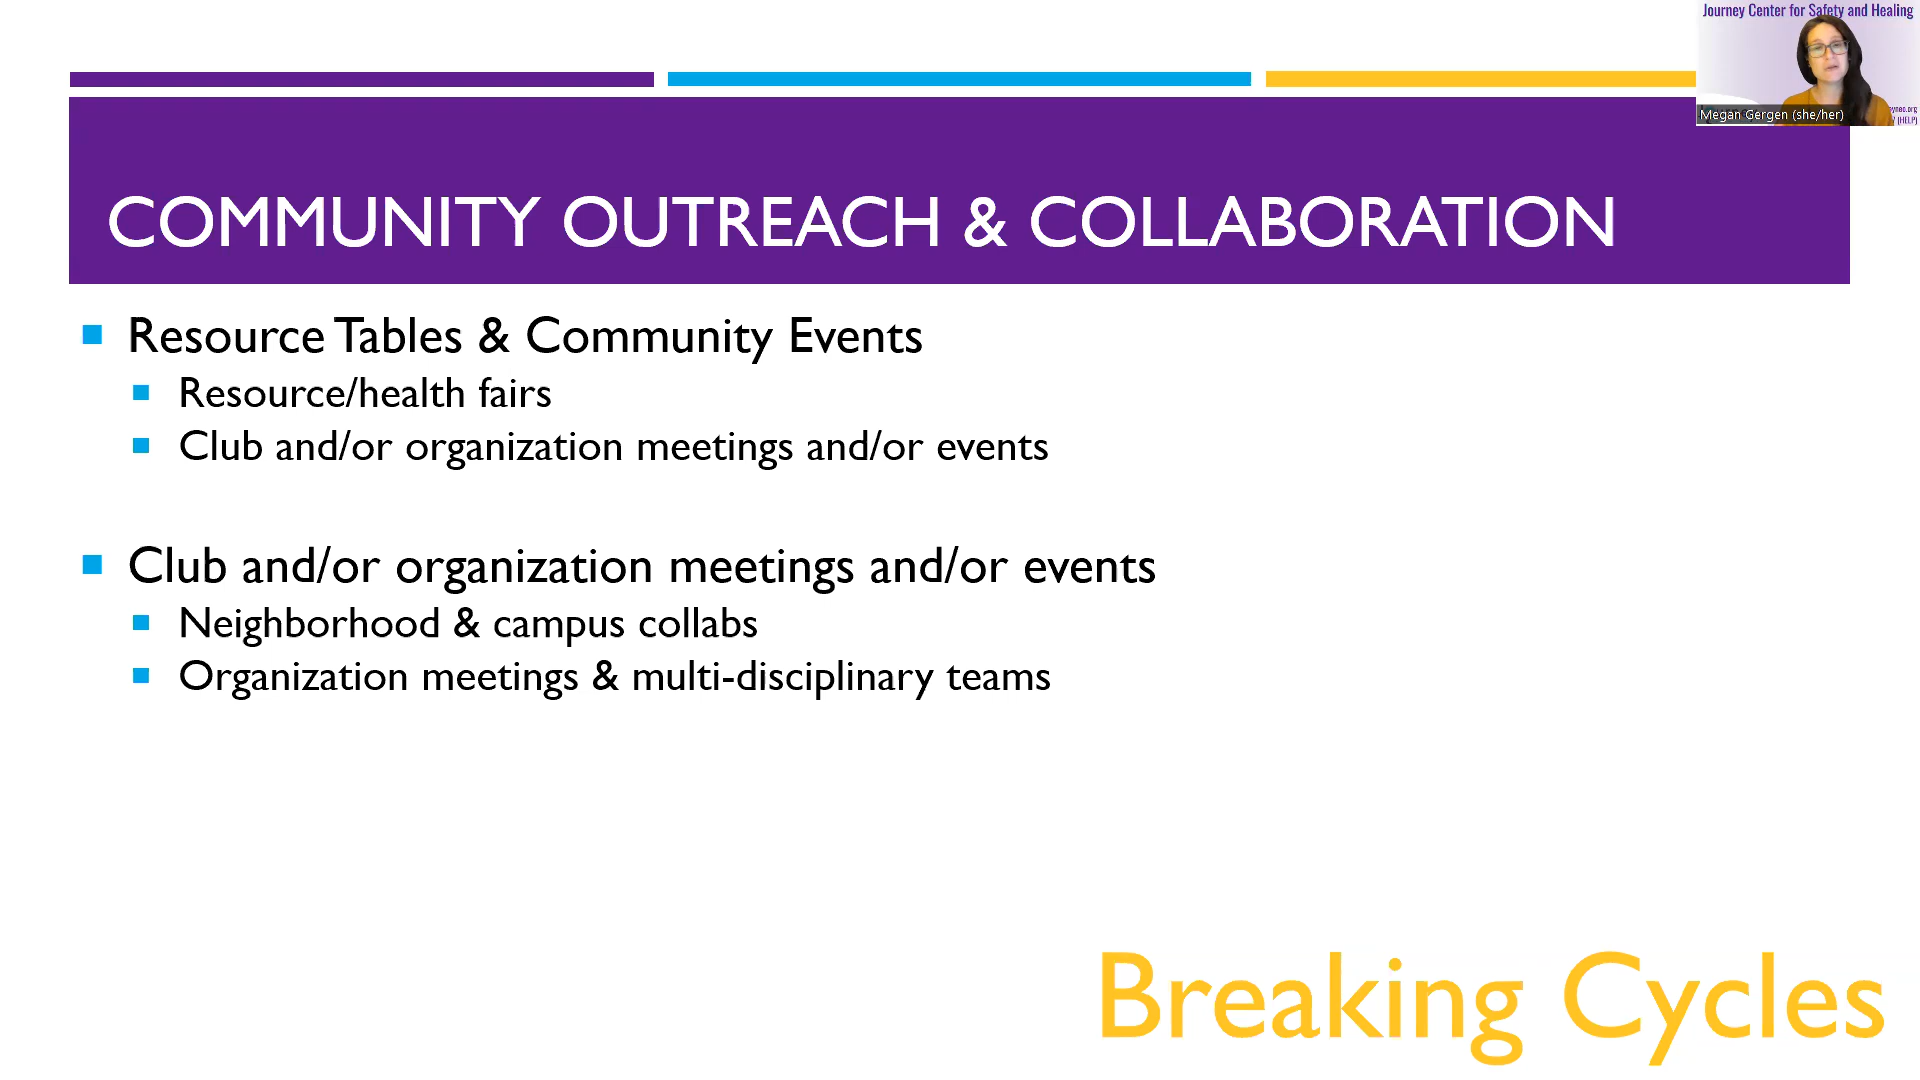 Journey Center for Safety and Healing
Megan Gergen (she/her)
COMMUNITY OUTREACH & COLLABORATION
Resource Tables & Community Events
Resource/health fairs
Club and/or organization meetings and/or events
Club and/or organization meetings and/or events
Neighborhood & campus collabs
Organization meetings & multi-disciplinary teams
Breaking Cycles